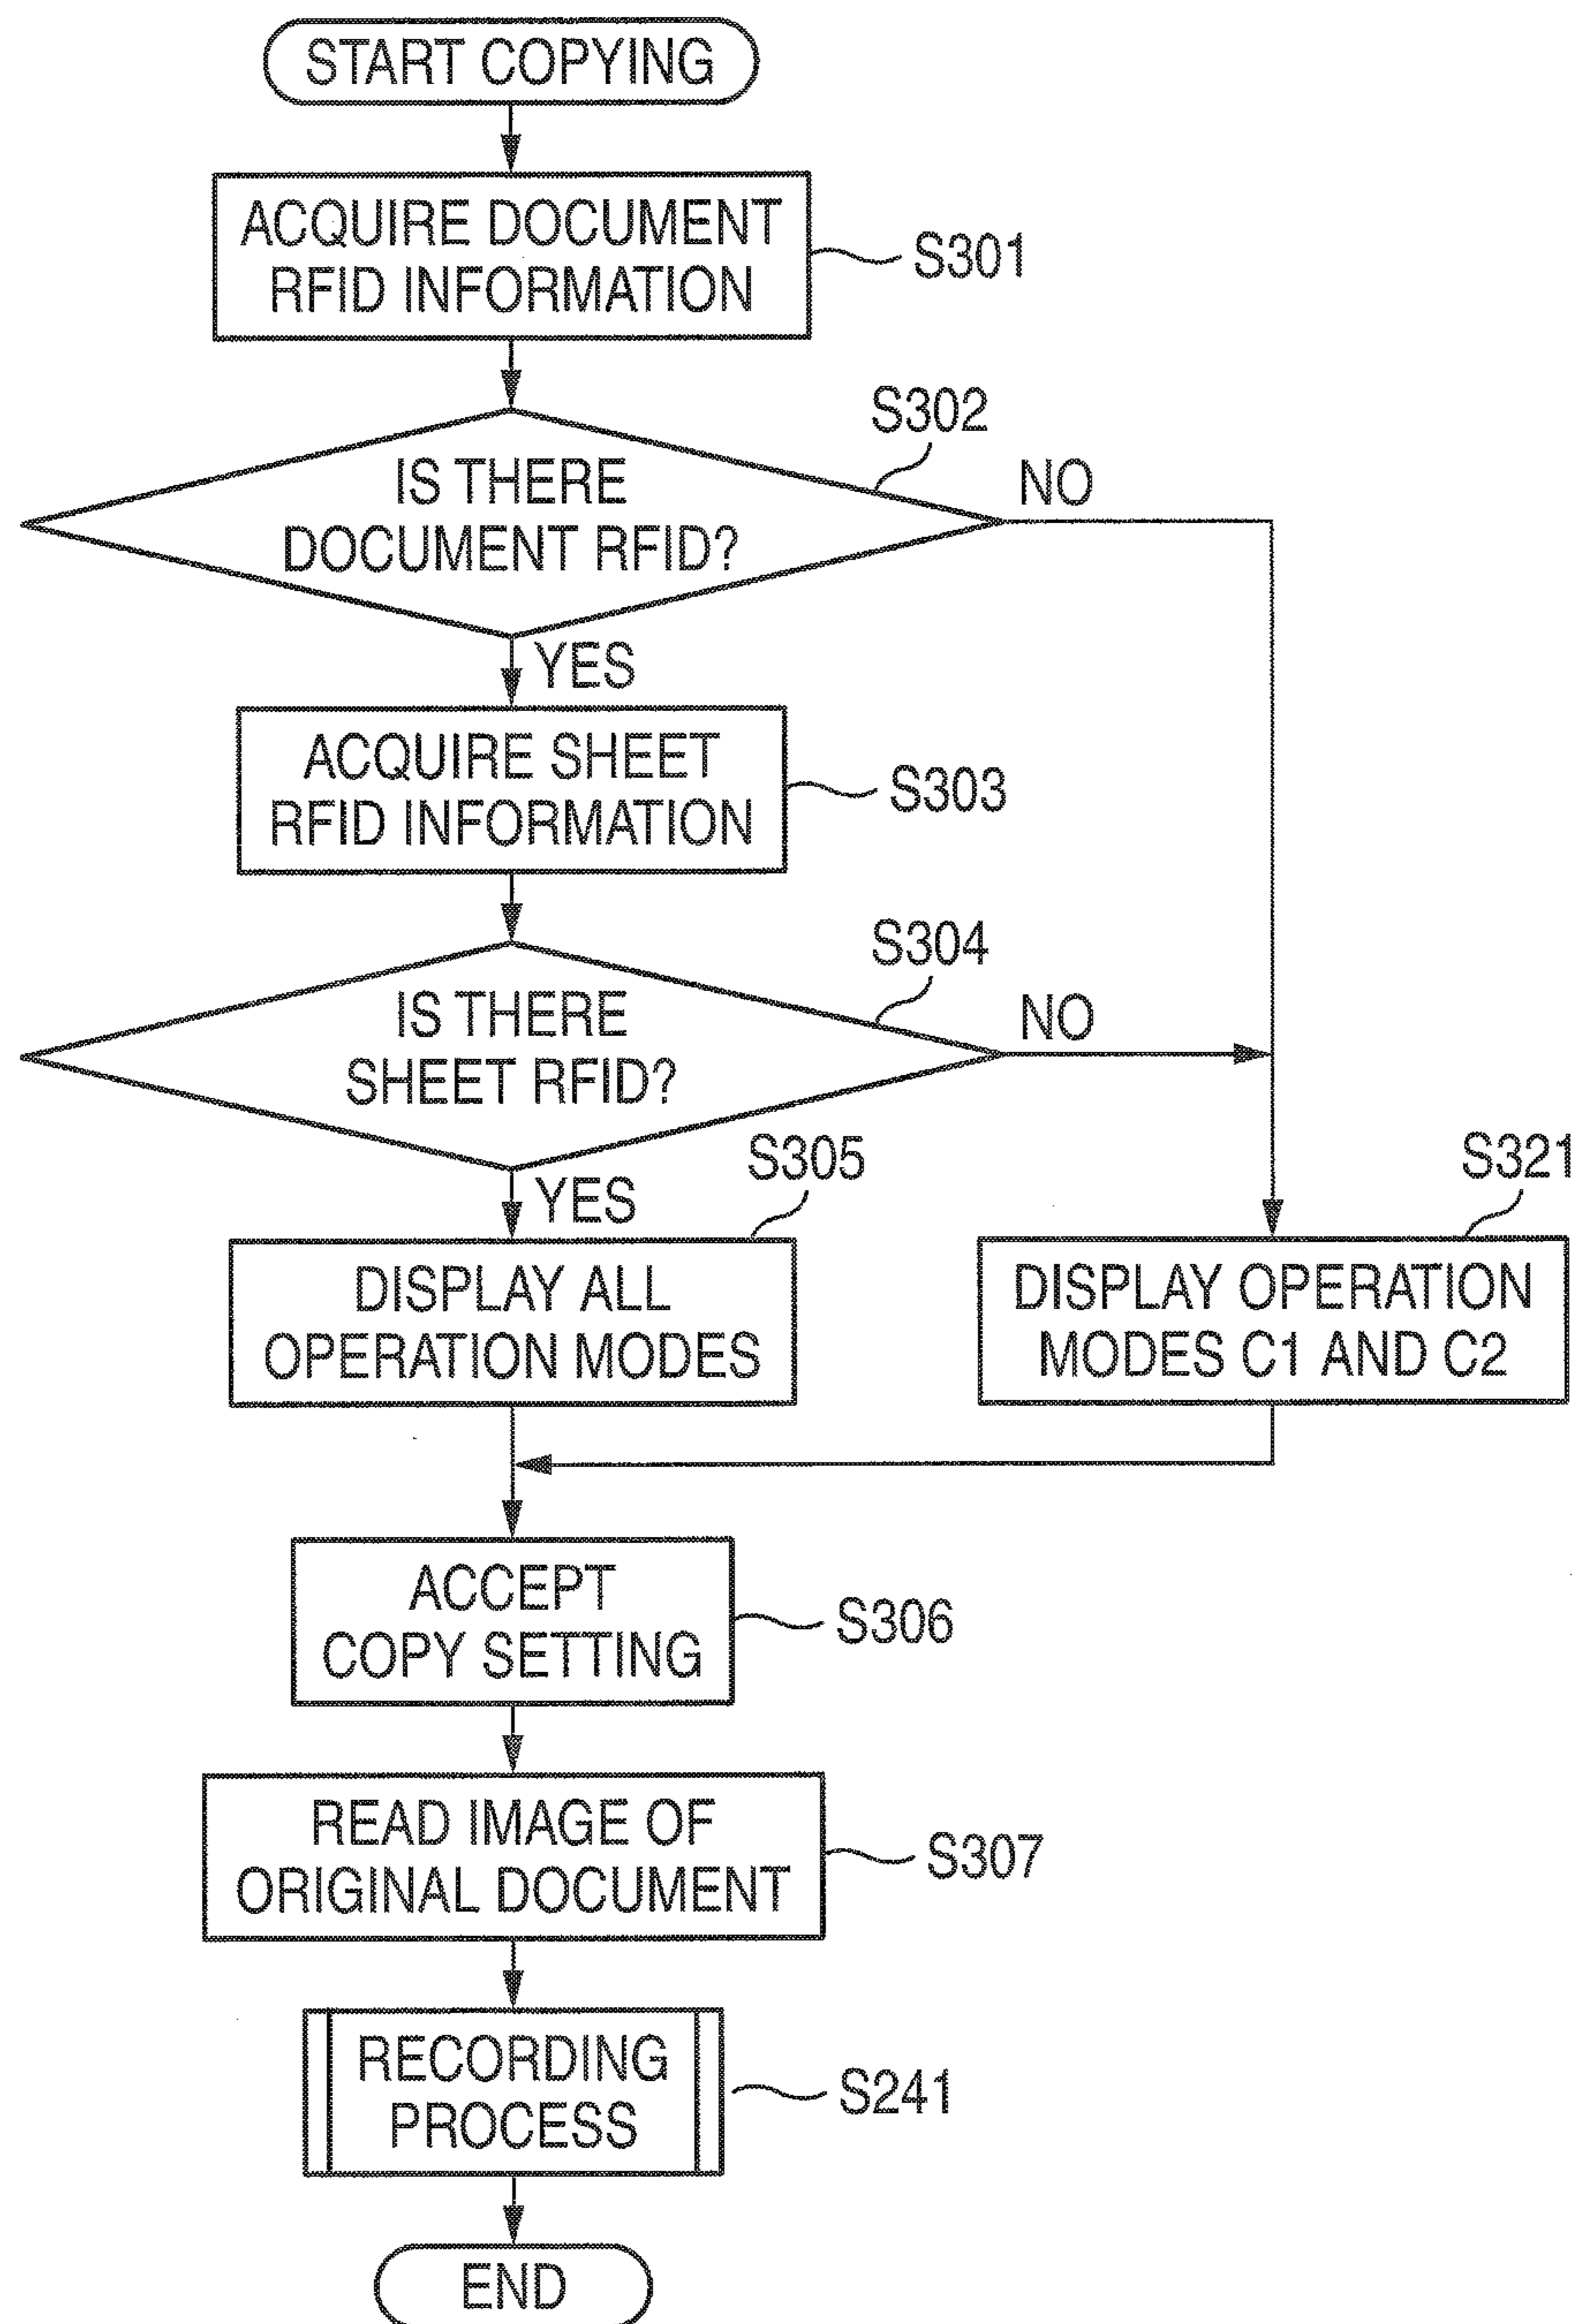 START COPYING
ACQUIRE DOCUMENT
RFID INFORMATION
S301
S302
IS THERE
DOCUMENT RFID?
NO
YES
ACQUIRE SHEET
RFID INFORMATION
S303
S304
IS THERE
SHEET RFID?
NO
YES
S305
S321
DISPLAY ALL
OPERATION MODES
DISPLAY OPERATION
MODES C1 AND C2
ACCEPT
COPY SETTING
S306
READ IMAGE OF
ORIGINAL DOCUMENT
S307
RECORDING
PROCESS
S241
END